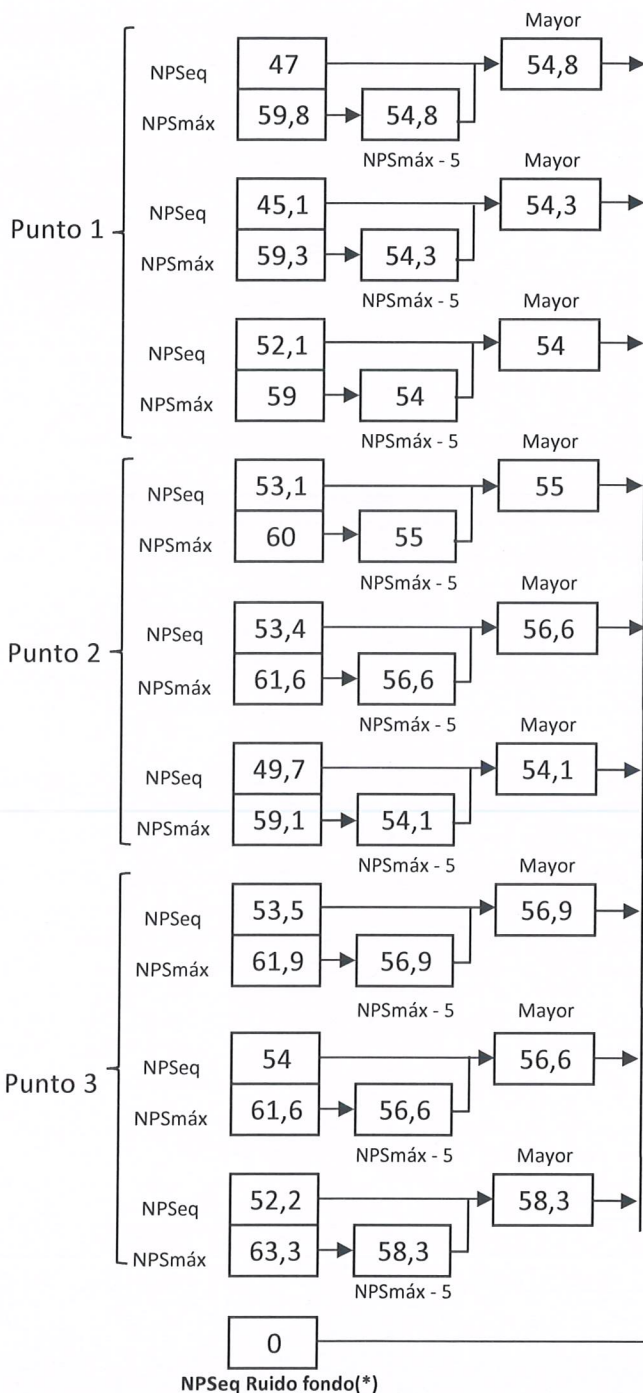 Mayor
NPSeq 47 54,8
NPSmáx 59,8 54,8
NPSmáx - 5
Mayor
NPSeq 45,1 54,3
NPSmáx 59,3 54,3
NPSmáx - 5
Punto 1
Mayor
NPSeq 52,1 54
NPSmáx 59 54
NPSmáx - 5
Mayor
NPSeq 53,1 55
NPSmáx 60 55
NPSmáx - 5
Mayor
NPSeq 53,4 56,6
Punto 2
NPSmáx 61,6 56,6
NPSmáx - 5
Mayor
NPSeq 49,7 54,1
NPSmáx 59,1 54,1
NPSmáx - 5
Mayor
NPSeq 53,5 56,9
NPSmáx 61,9 56,9
NPSmáx - 5
Mayor
NPSeq 54 56,6
Punto 3
NPSmáx 61,6 56,6
NPSmáx - 5
Mayor
NPSeq 52,2 58,3
NPSmáx 63,3 58,3
NPSmáx - 5
0
NPSeq Ruido fondo(*)